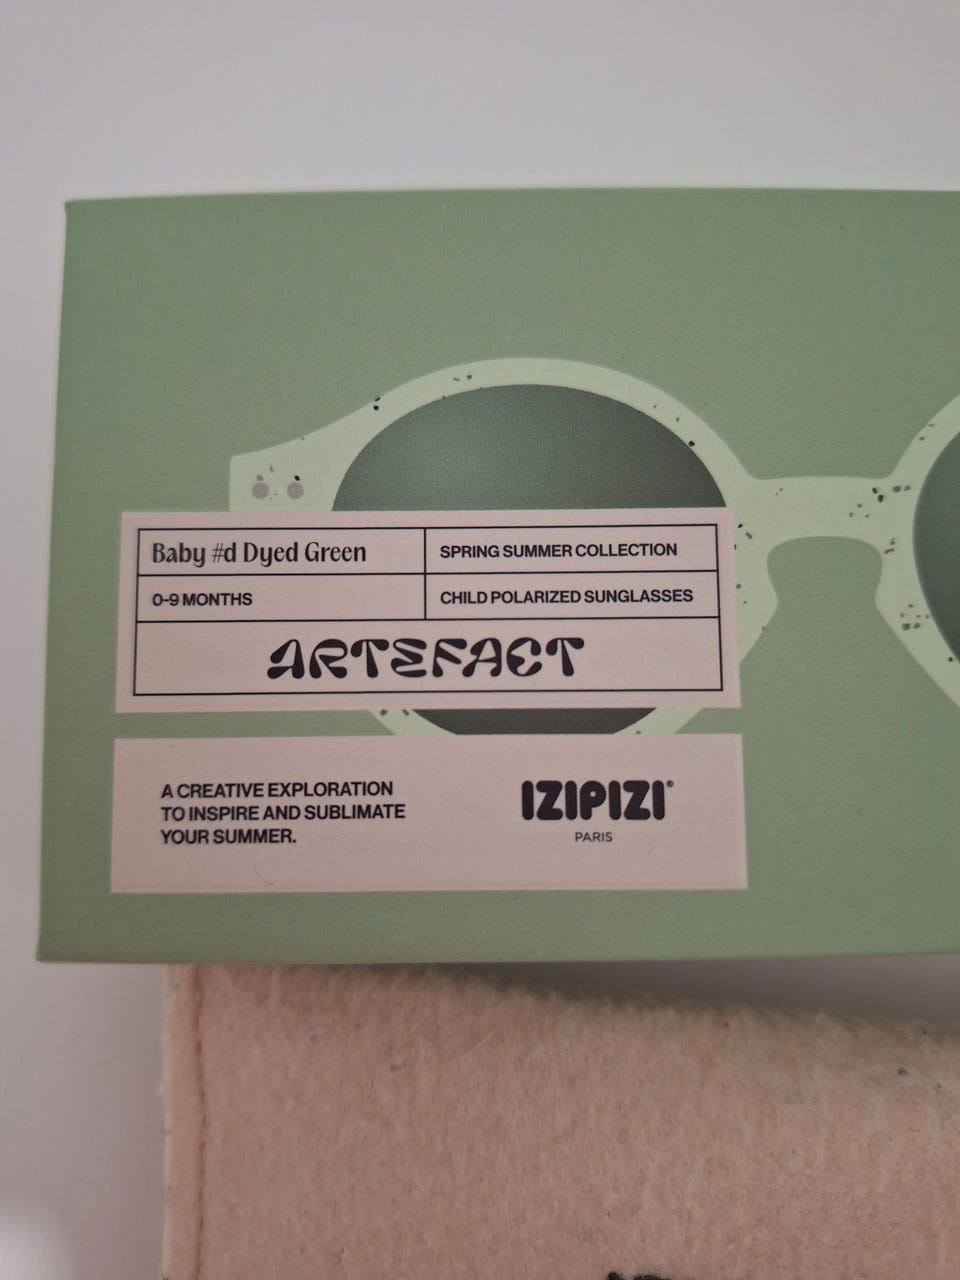 Baby #d Dyed Green
SPRING SUMMER COLLECTION
0-9 MONTHS
CHILD POLARIZED SUNGLASSES
ARTEFACT
A CREATIVE EXPLORATION
TO INSPIRE AND SUBLIMATE
YOUR SUMMER.
IZIPIZI®
PARIS